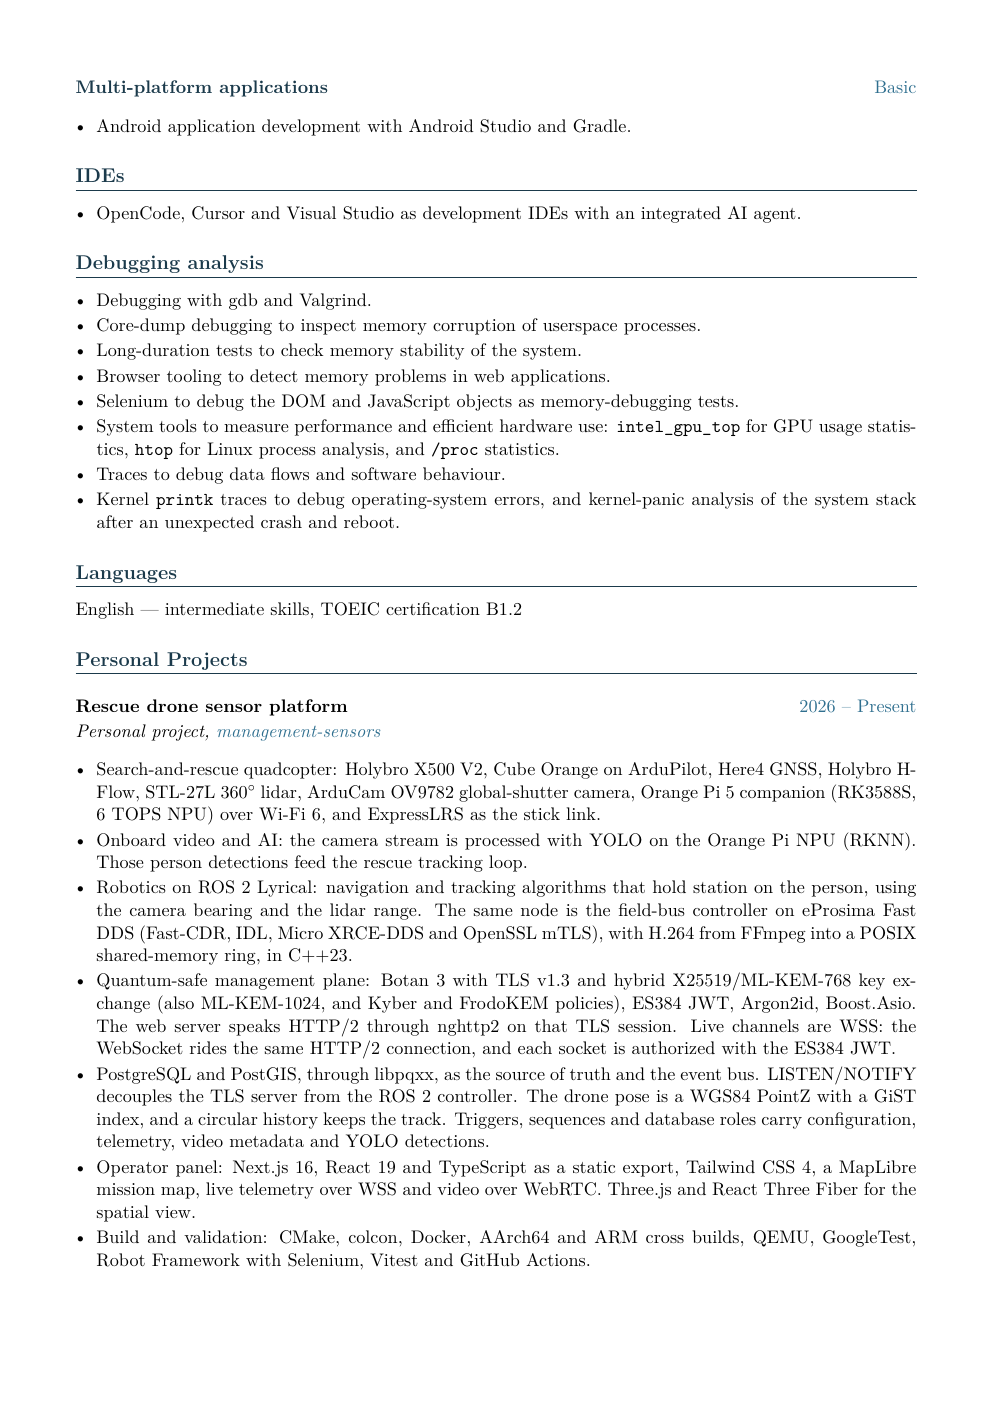 Multi-platform applications Basic
• Android application development with Android Studio and Gradle.
IDEs
• OpenCode, Cursor and Visual Studio as development IDEs with an integrated AI agent.
Debugging analysis
• Debugging with gdb and Valgrind.
• Core-dump debugging to inspect memory corruption of userspace processes.
• Long-duration tests to check memory stability of the system.
• Browser tooling to detect memory problems in web applications.
• Selenium to debug the DOM and JavaScript objects as memory-debugging tests.
• System tools to measure performance and efficient hardware use: intel_gpu_top for GPU usage statis-
tics, htop for Linux process analysis, and /proc statistics.
• Traces to debug data flows and software behaviour.
• Kernel printk traces to debug operating-system errors, and kernel-panic analysis of the system stack
after an unexpected crash and reboot.
Languages
English — intermediate skills, TOEIC certification B1.2
Personal Projects
Rescue drone sensor platform 2026 – Present
Personal project, management-sensors
• Search-and-rescue quadcopter: Holybro X500 V2, Cube Orange on ArduPilot, Here4 GNSS, Holybro H-
Flow, STL-27L 360° lidar, ArduCam OV9782 global-shutter camera, Orange Pi 5 companion (RK3588S,
6 TOPS NPU) over Wi-Fi 6, and ExpressLRS as the stick link.
• Onboard video and AI: the camera stream is processed with YOLO on the Orange Pi NPU (RKNN).
Those person detections feed the rescue tracking loop.
• Robotics on ROS 2 Lyrical: navigation and tracking algorithms that hold station on the person, using
the camera bearing and the lidar range. The same node is the field-bus controller on eProsima Fast
DDS (Fast-CDR, IDL, Micro XRCE-DDS and OpenSSL mTLS), with H.264 from FFmpeg into a POSIX
shared-memory ring, in C++23.
• Quantum-safe management plane: Botan 3 with TLS v1.3 and hybrid X25519/ML-KEM-768 key ex-
change (also ML-KEM-1024, and Kyber and FrodoKEM policies), ES384 JWT, Argon2id, Boost.Asio.
The web server speaks HTTP/2 through nghttp2 on that TLS session. Live channels are WSS: the
WebSocket rides the same HTTP/2 connection, and each socket is authorized with the ES384 JWT.
• PostgreSQL and PostGIS, through libpqxx, as the source of truth and the event bus. LISTEN/NOTIFY
decouples the TLS server from the ROS 2 controller. The drone pose is a WGS84 PointZ with a GiST
index, and a circular history keeps the track. Triggers, sequences and database roles carry configuration,
telemetry, video metadata and YOLO detections.
• Operator panel: Next.js 16, React 19 and TypeScript as a static export, Tailwind CSS 4, a MapLibre
mission map, live telemetry over WSS and video over WebRTC. Three.js and React Three Fiber for the
spatial view.
• Build and validation: CMake, colcon, Docker, AArch64 and ARM cross builds, QEMU, GoogleTest,
Robot Framework with Selenium, Vitest and GitHub Actions.